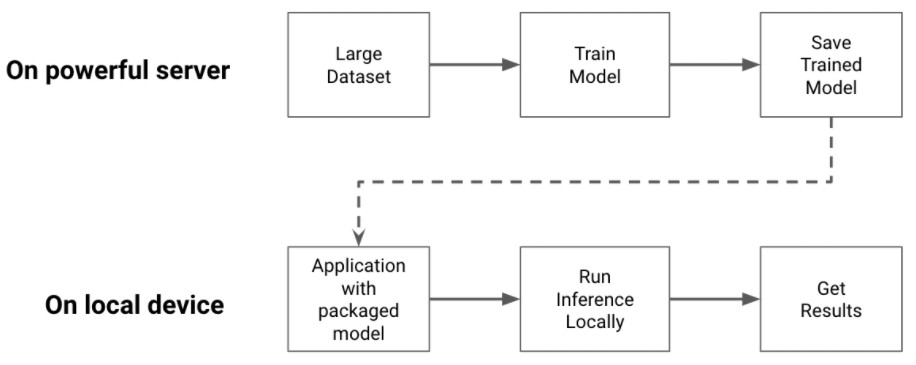 On powerful server
Large
Dataset
Train
Model
Save
Trained
Model
On local device
Application
with
packaged
model
Run
Inference
Locally
Get
Results